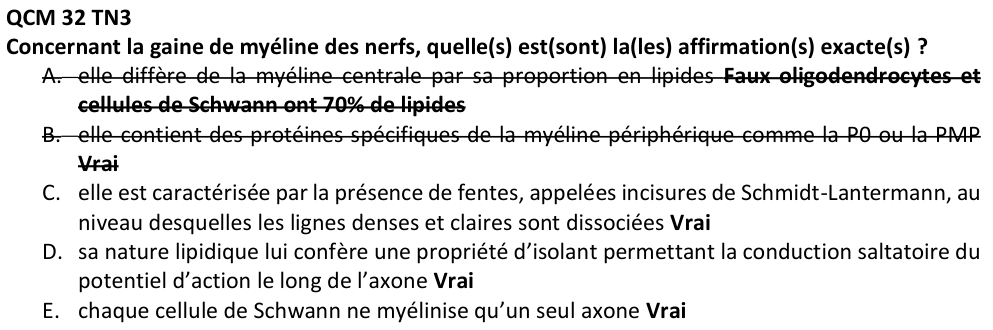 QCM 32 TN3
Concernant la gaine de myéline des nerfs, quelle(s) est(sont) la(les) affirmation(s) exacte(s) ?
A. elle diffère de la myéline centrale par sa proportion en lipides Faux oligodendrocytes et
cellules de Schwann ont 70% de lipides
B. elle contient des protéines spécifiques de la myéline périphérique comme la P0 ou la PMP
Vrai
C. elle est caractérisée par la présence de fentes, appelées incisures de Schmidt-Lantermann, au
niveau desquelles les lignes denses et claires sont dissociées Vrai
D. sa nature lipidique lui confère une propriété d’isolant permettant la conduction saltatoire du
potentiel d’action le long de l’axone Vrai
E. chaque cellule de Schwann ne myélinise qu’un seul axone Vrai